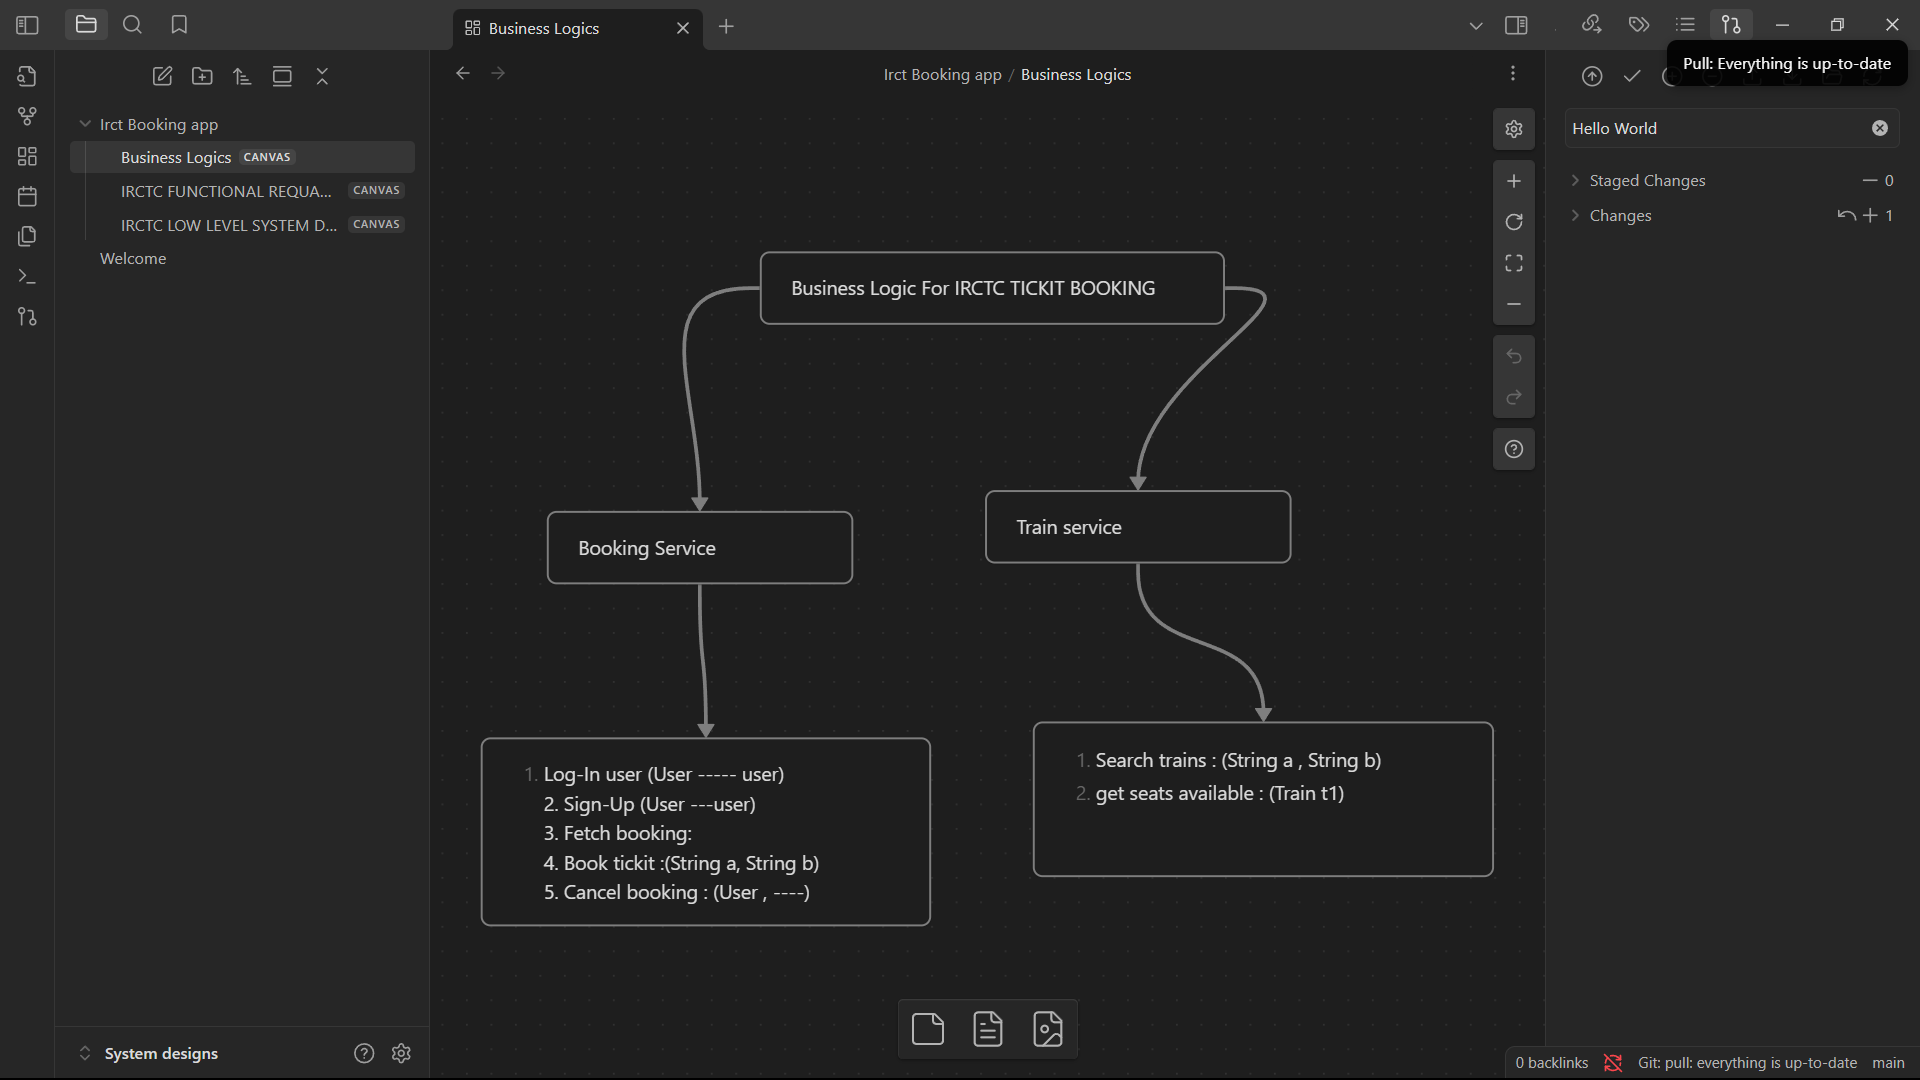 Business Logics
Pull: Everything is up-to-date
Irct Booking app / Business Logics
Irct Booking app
Business Logics CANVAS
IRCTC FUNCTIONAL REQUA... CANVAS
IRCTC LOW LEVEL SYSTEM D... CANVAS
Welcome
Hello World
Staged Changes 0
Changes 1
Business Logic For IRCTC TICKIT BOOKING
Booking Service
Train service
1. Log-In user (User ----- user)
2. Sign-Up (User ---user)
3. Fetch booking:
4. Book tickit :(String a, String b)
5. Cancel booking : (User , ----)
1. Search trains : (String a , String b)
2. get seats available : (Train t1)
System designs
0 backlinks Git: pull: everything is up-to-date main